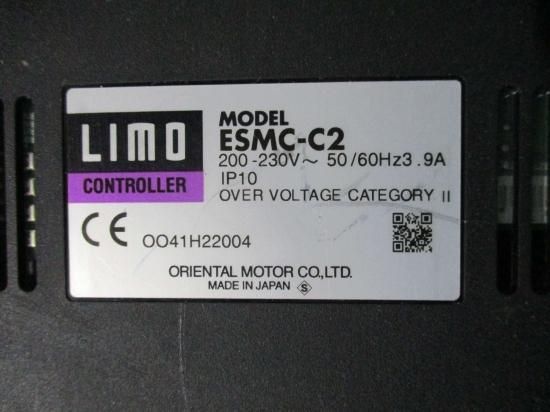 LIMO
CONTROLLER
MODEL
ESMC-C2
200-230V~ 50/60Hz3.9A
IP10
OVER VOLTAGE CATEGORY II
CE OO41H22004
ORIENTAL MOTOR CO.,LTD.
MADE IN JAPAN S